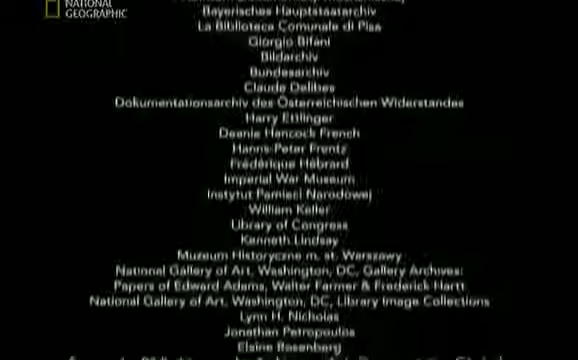 NATIONAL
GEOGRAPHIC
Bayerisches Hauptstaatsarchiv
La Biblioteca Comunale di Pisa
Giorgio Bifani
Bildarchiv
Bundesarchiv
Claude Delibes
Dokumentationsarchiv des Österreichischen Widerstandes
Harry Ettlinger
Deanie Hancock French
Hanns-Peter Frentz
Frédérique Hébrard
Imperial War Museum
Instytut Pamięci Narodowej
William Keller
Library of Congress
Kenneth Lindsay
Muzeum Historyczne m. st. Warszawy
National Gallery of Art, Washington, DC, Gallery Archives:
Papers of Edward Adams, Walter Farmer & Frederick Hartt
National Gallery of Art, Washington, DC, Library Image Collections
Lynn H. Nicholas
Jonathan Petropoulos
Elaine Rosenberg